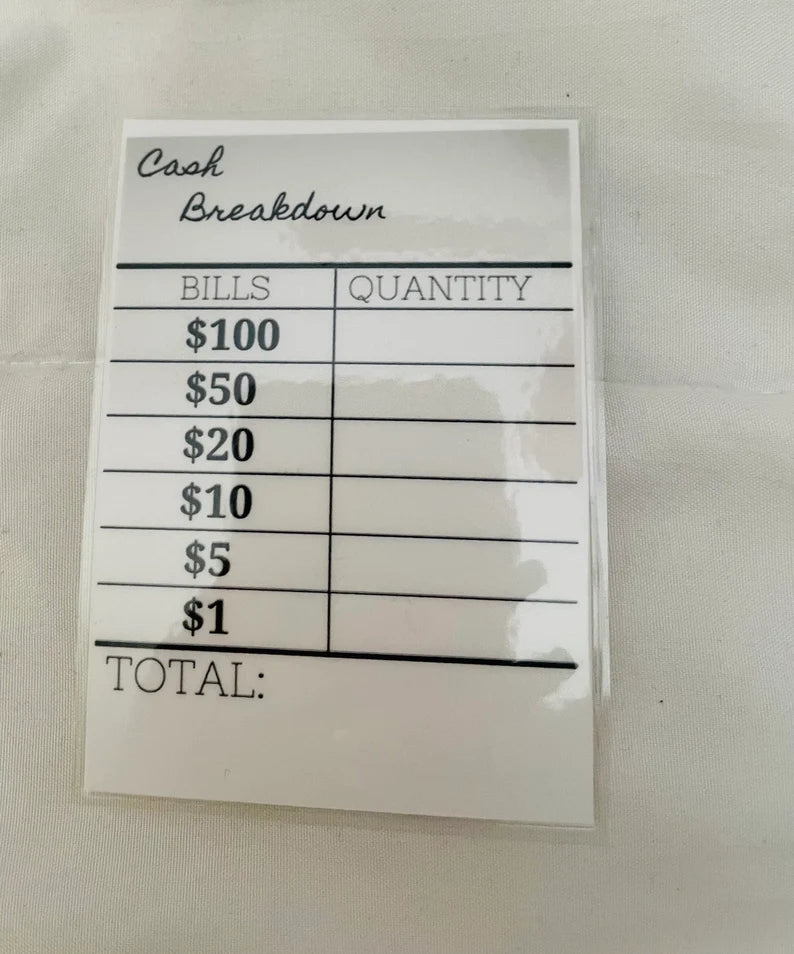 Cash
Breakdown
BILLS QUANTITY
$100
$50
$20
$10
$5
$1
TOTAL: